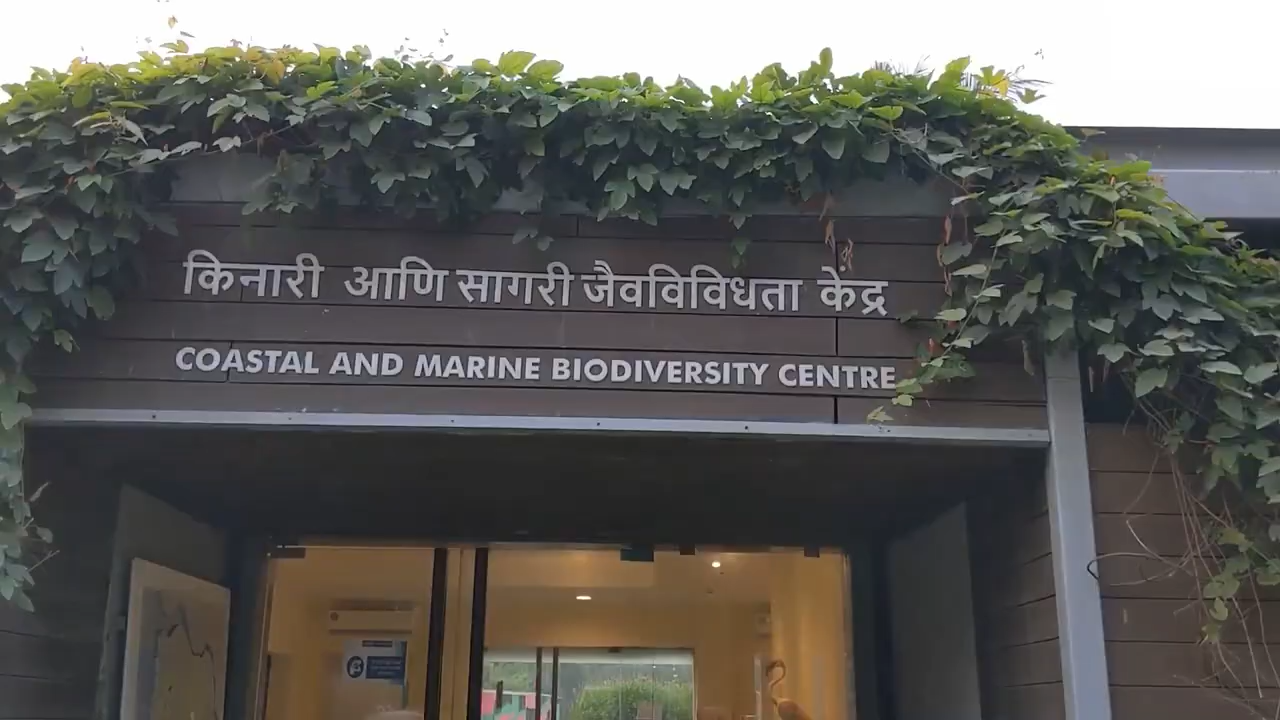 किनारी आणि सागरी जैवविविधता केंद्र
COASTAL AND MARINE BIODIVERSITY CENTRE